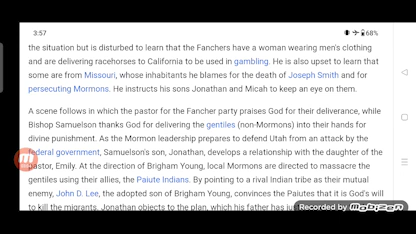 3:57
68%
the situation but is disturbed to learn that the Fanchers have a woman wearing men's clothing
and are delivering racehorses to California to be used in gambling. He is also upset to learn that
some are from Missouri, whose inhabitants he blames for the death of Joseph Smith and for
persecuting Mormons. He instructs his sons Jonathan and Micah to keep an eye on them.
A scene follows in which the pastor for the Fancher party praises God for their deliverance, while
Bishop Samuelson thanks God for delivering the gentiles (non-Mormons) into their hands for
divine punishment. As the Mormon leadership prepares to defend Utah from an attack by the
federal government, Samuelson's son, Jonathan, develops a relationship with the daughter of the
pastor, Emily. At the direction of Brigham Young, local Mormons are directed to massacre the
gentiles using their allies, the Paiute Indians. By pointing to a rival Indian tribe as their mutual
enemy, John D. Lee, the adopted son of Brigham Young, convinces the Paiutes that it is God's will
to kill the migrants. Jonathan objects to the plan, which his father has jus
Recorded by Mobizen